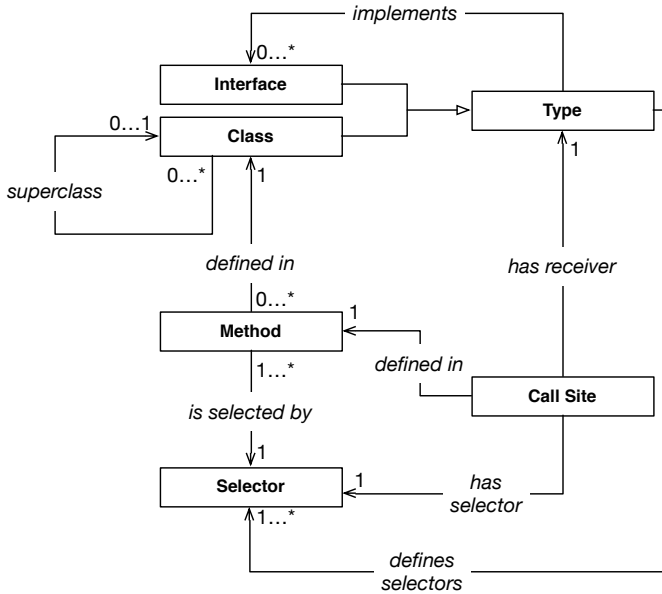 implements
0...*
Interface
Type
0...1
Class
0...*
1
1
superclass
defined in
has receiver
0...*
1
Method
1...*
defined in
Call Site
is selected by
1
1
Selector
has
selector
1...*
defines
selectors